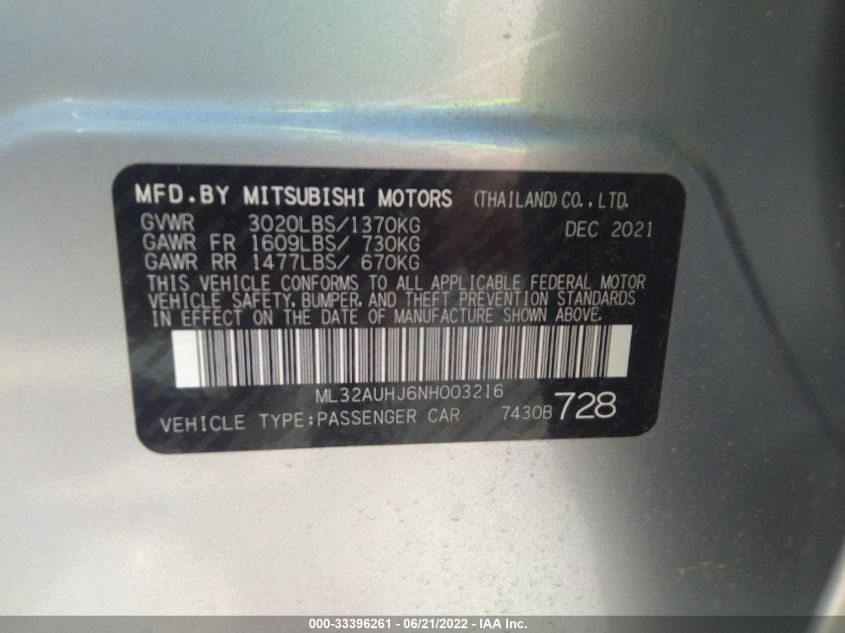 MFD.BY MITSUBISHI MOTORS (THAILAND)CO.,LTD.
GVWR 3020LBS/1370KG DEC 2021
GAWR FR 1609LBS/ 730KG
GAWR RR 1477LBS/ 670KG
THIS VEHICLE CONFORMS TO ALL APPLICABLE FEDERAL MOTOR
VEHICLE SAFETY, BUMPER, AND THEFT PREVENTION STANDARDS
IN EFFECT ON THE DATE OF MANUFACTURE SHOWN ABOVE.
ML32AUHJ6NH003216
VEHICLE TYPE:PASSENGER CAR 7430B 728
000-33396261 - 06/21/2022 - IAA Inc.